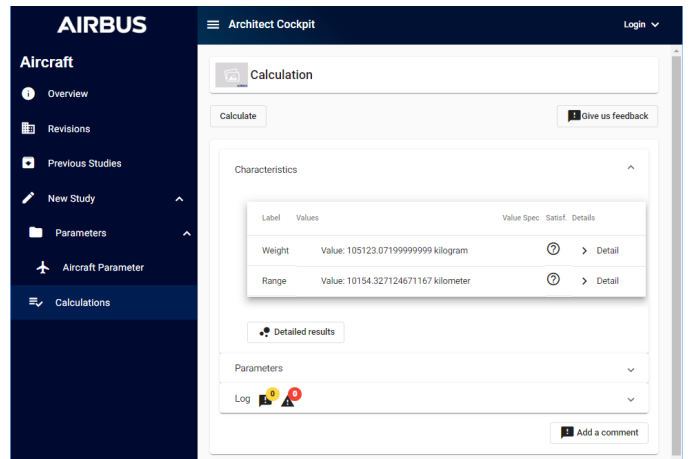 AIRBUS
Architect Cockpit
Login
Aircraft
Overview
Revisions
Previous Studies
New Study
Parameters
Aircraft Parameter
Calculations
Calculation
Calculate
Give us feedback
Characteristics
Label Values Value Spec Satisf. Details
Weight Value: 105123.07199999999 kilogram ? Detail
Range Value: 10154.327124671167 kilometer ? Detail
Detailed results
Parameters
Log 0 0
Add a comment